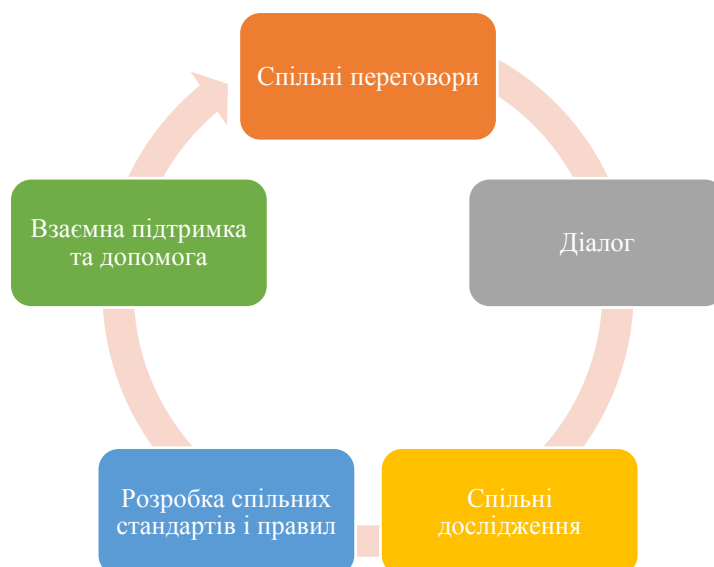 Спільні переговори
Діалог
Спільні
дослідження
Розробка спільних
стандартів і правил
Взаємна підтримка
та допомога